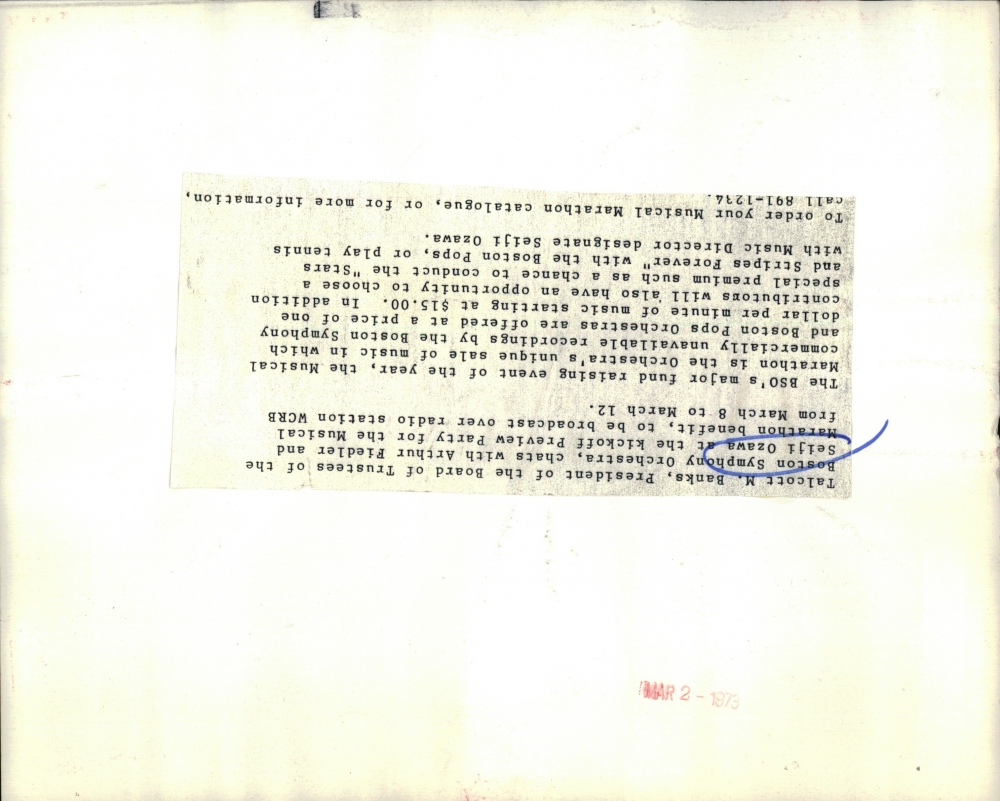 Talcott M. Banks, President of the Board of Trustees of the
Boston Symphony Orchestra, chats with Arthur Fiedler and
Seiji Ozawa at the kickoff Preview Party for the Musical
Marathon benefit, to be broadcast over radio station WCRB
from March 8 to March 12.
The BSO's major fund raising event of the year, the Musical
Marathon is the Orchestra's unique sale of music in which
commercially unavailable recordings by the Boston Symphony
and Boston Pops Orchestras are offered at a price of one
dollar per minute of music starting at $15.00. In addition
contributors will also have an opportunity to choose a
special premium such as a chance to conduct the "Stars
and Stripes Forever" with the Boston Pops, or play tennis
with Music Director designate Seiji Ozawa.
To order your Musical Marathon catalogue, or for more information,
call 891-1234.
MAR 2 - 1973